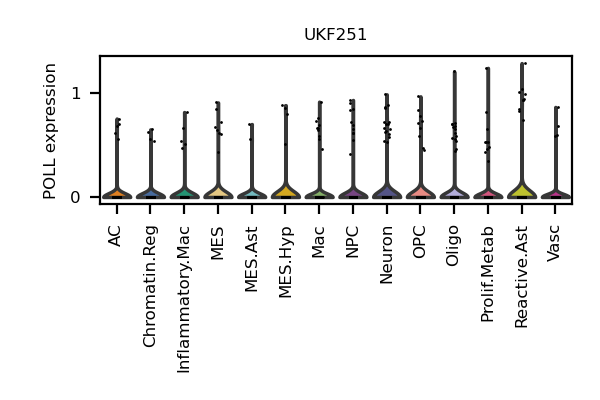 UKF251
POLL expression
1
0
AC
Chromatin.Reg
Inflammatory.Mac
MES
MES.Ast
MES.Hyp
Mac
NPC
Neuron
OPC
Oligo
Prolif.Metab
Reactive.Ast
Vasc